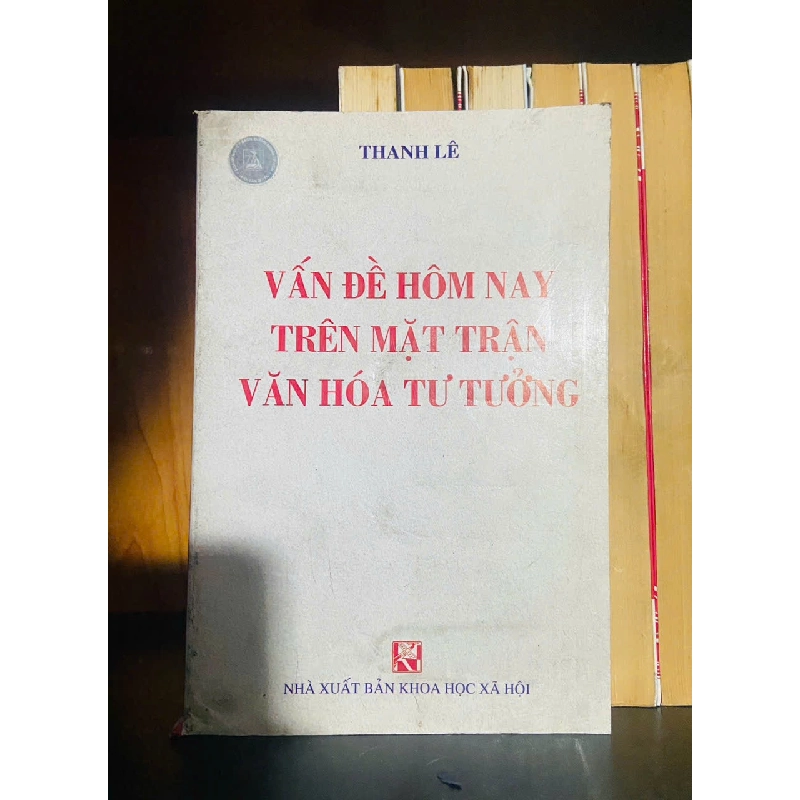 THANH LÊ
VẤN ĐỀ HÔM NAY
TRÊN MẶT TRẬN
VĂN HÓA TƯ TƯỞNG
NHÀ XUẤT BẢN KHOA HỌC XÃ HỘI